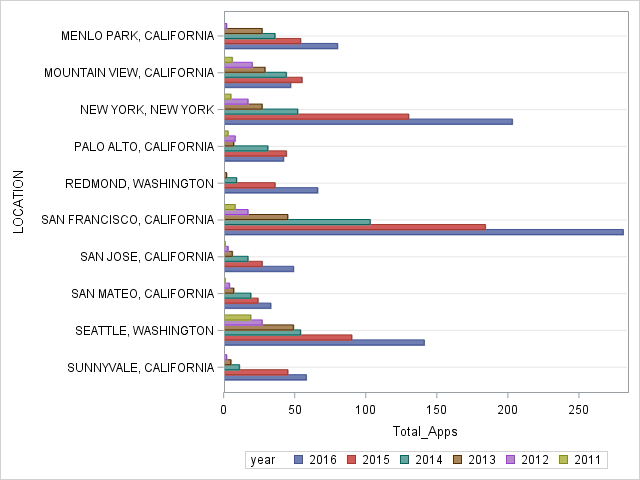 MENLO PARK, CALIFORNIA
MOUNTAIN VIEW, CALIFORNIA
NEW YORK, NEW YORK
PALO ALTO, CALIFORNIA
REDMOND, WASHINGTON
SAN FRANCISCO, CALIFORNIA
SAN JOSE, CALIFORNIA
SAN MATEO, CALIFORNIA
SEATTLE, WASHINGTON
SUNNYVALE, CALIFORNIA
LOCATION
0 50 100 150 200 250
Total_Apps
year 2016 2015 2014 2013 2012 2011